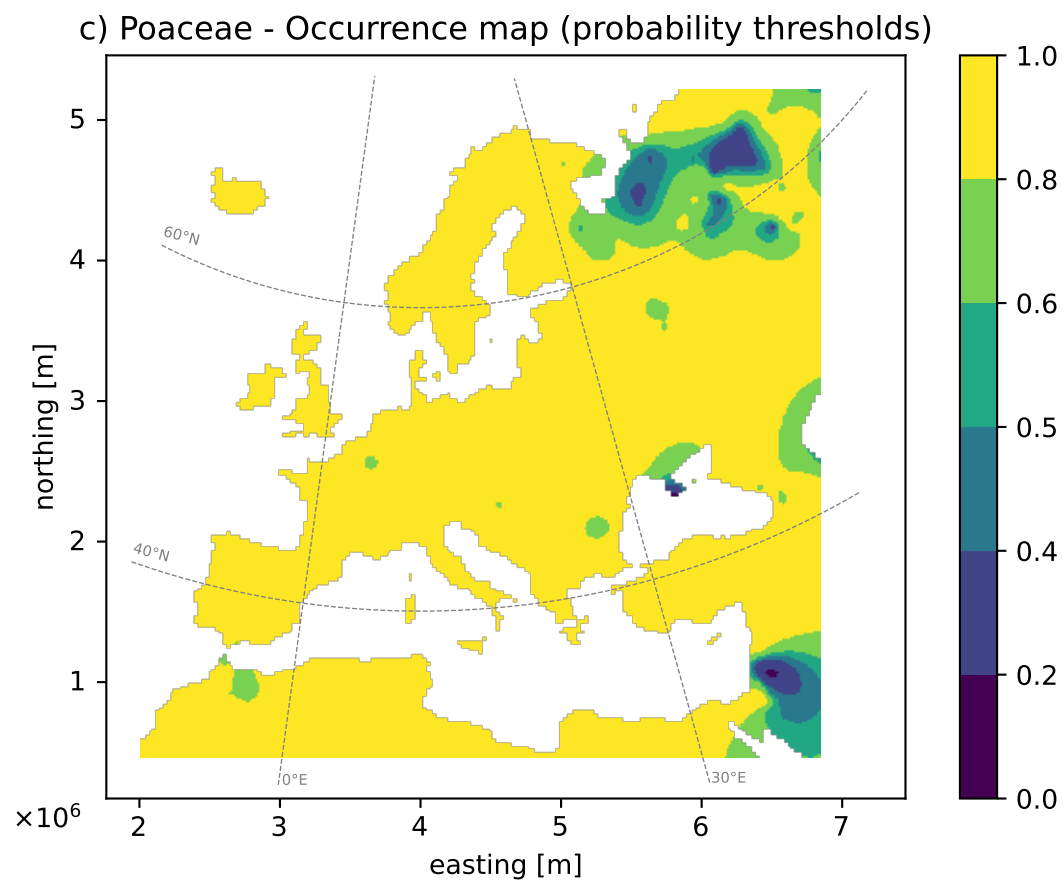 c) Poaceae - Occurrence map (probability thresholds)
1.0
5
0.8
60°N
4
0.6
northing [m]
3
0.5
0.4
40°N
2
0.2
1
0°E
30°E
0.0
×10⁶
2 3 4 5 6 7
easting [m]